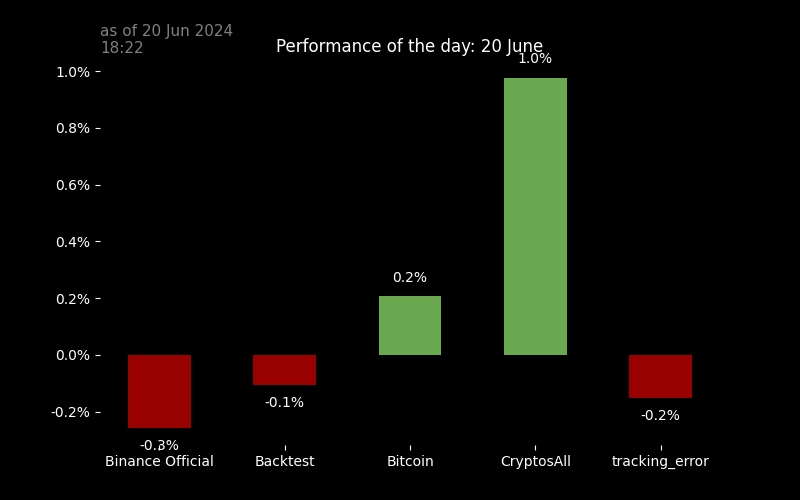 as of 20 Jun 2024
18:22
Performance of the day: 20 June
1.0%
1.0%
0.8%
0.6%
0.4%
0.2%
0.2%
0.0%
-0.2%
-0.1%
-0.2%
-0.3%
Binance Official
Backtest
Bitcoin
CryptosAll
tracking_error